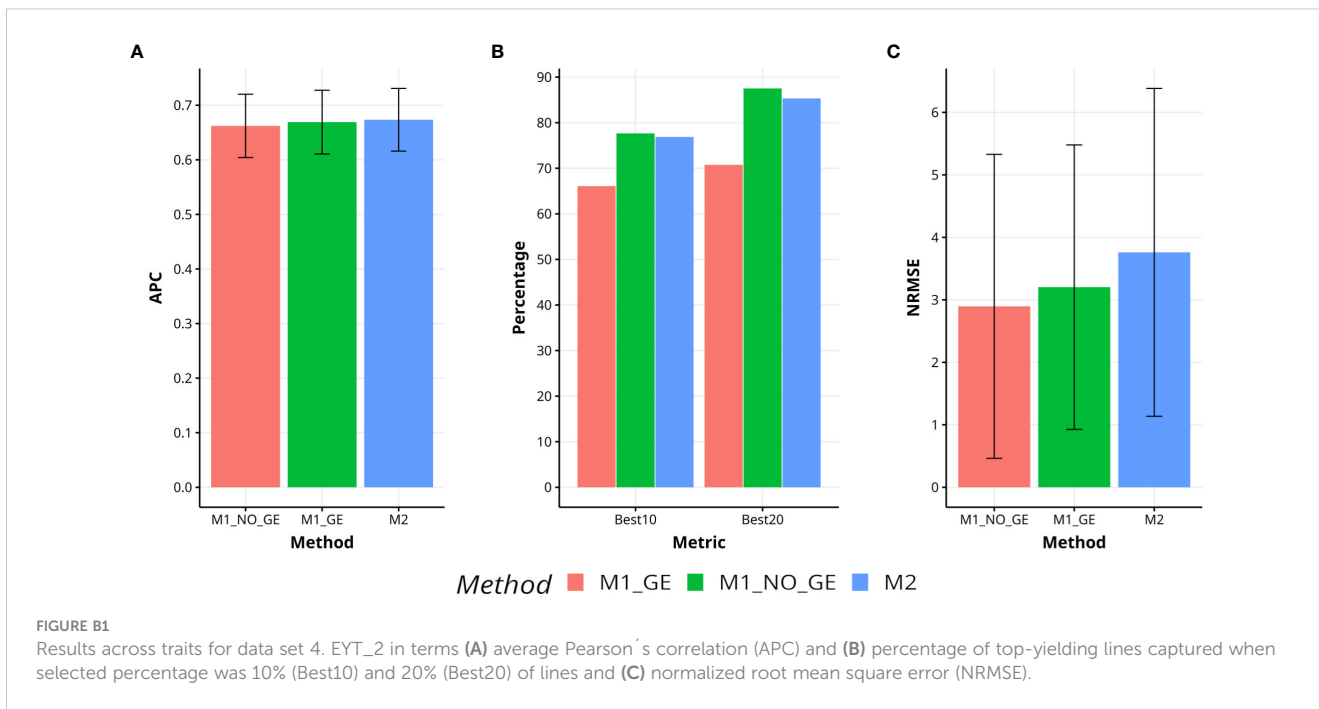 A
0.7
0.6
0.5
0.4
0.3
0.2
0.1
0.0
APC
M1_NO_GE M1_GE M2
Method
B
90
80
70
60
50
40
30
20
10
0
Percentage
Best10 Best20
Metric
C
6
5
4
3
2
1
0
NRMSE
M1_NO_GE M1_GE M2
Method
Method M1_GE M1_NO_GE M2
FIGURE B1
Results across traits for data set 4. EYT_2 in terms (A) average Pearson´s correlation (APC) and (B) percentage of top-yielding lines captured when
selected percentage was 10% (Best10) and 20% (Best20) of lines and (C) normalized root mean square error (NRMSE).